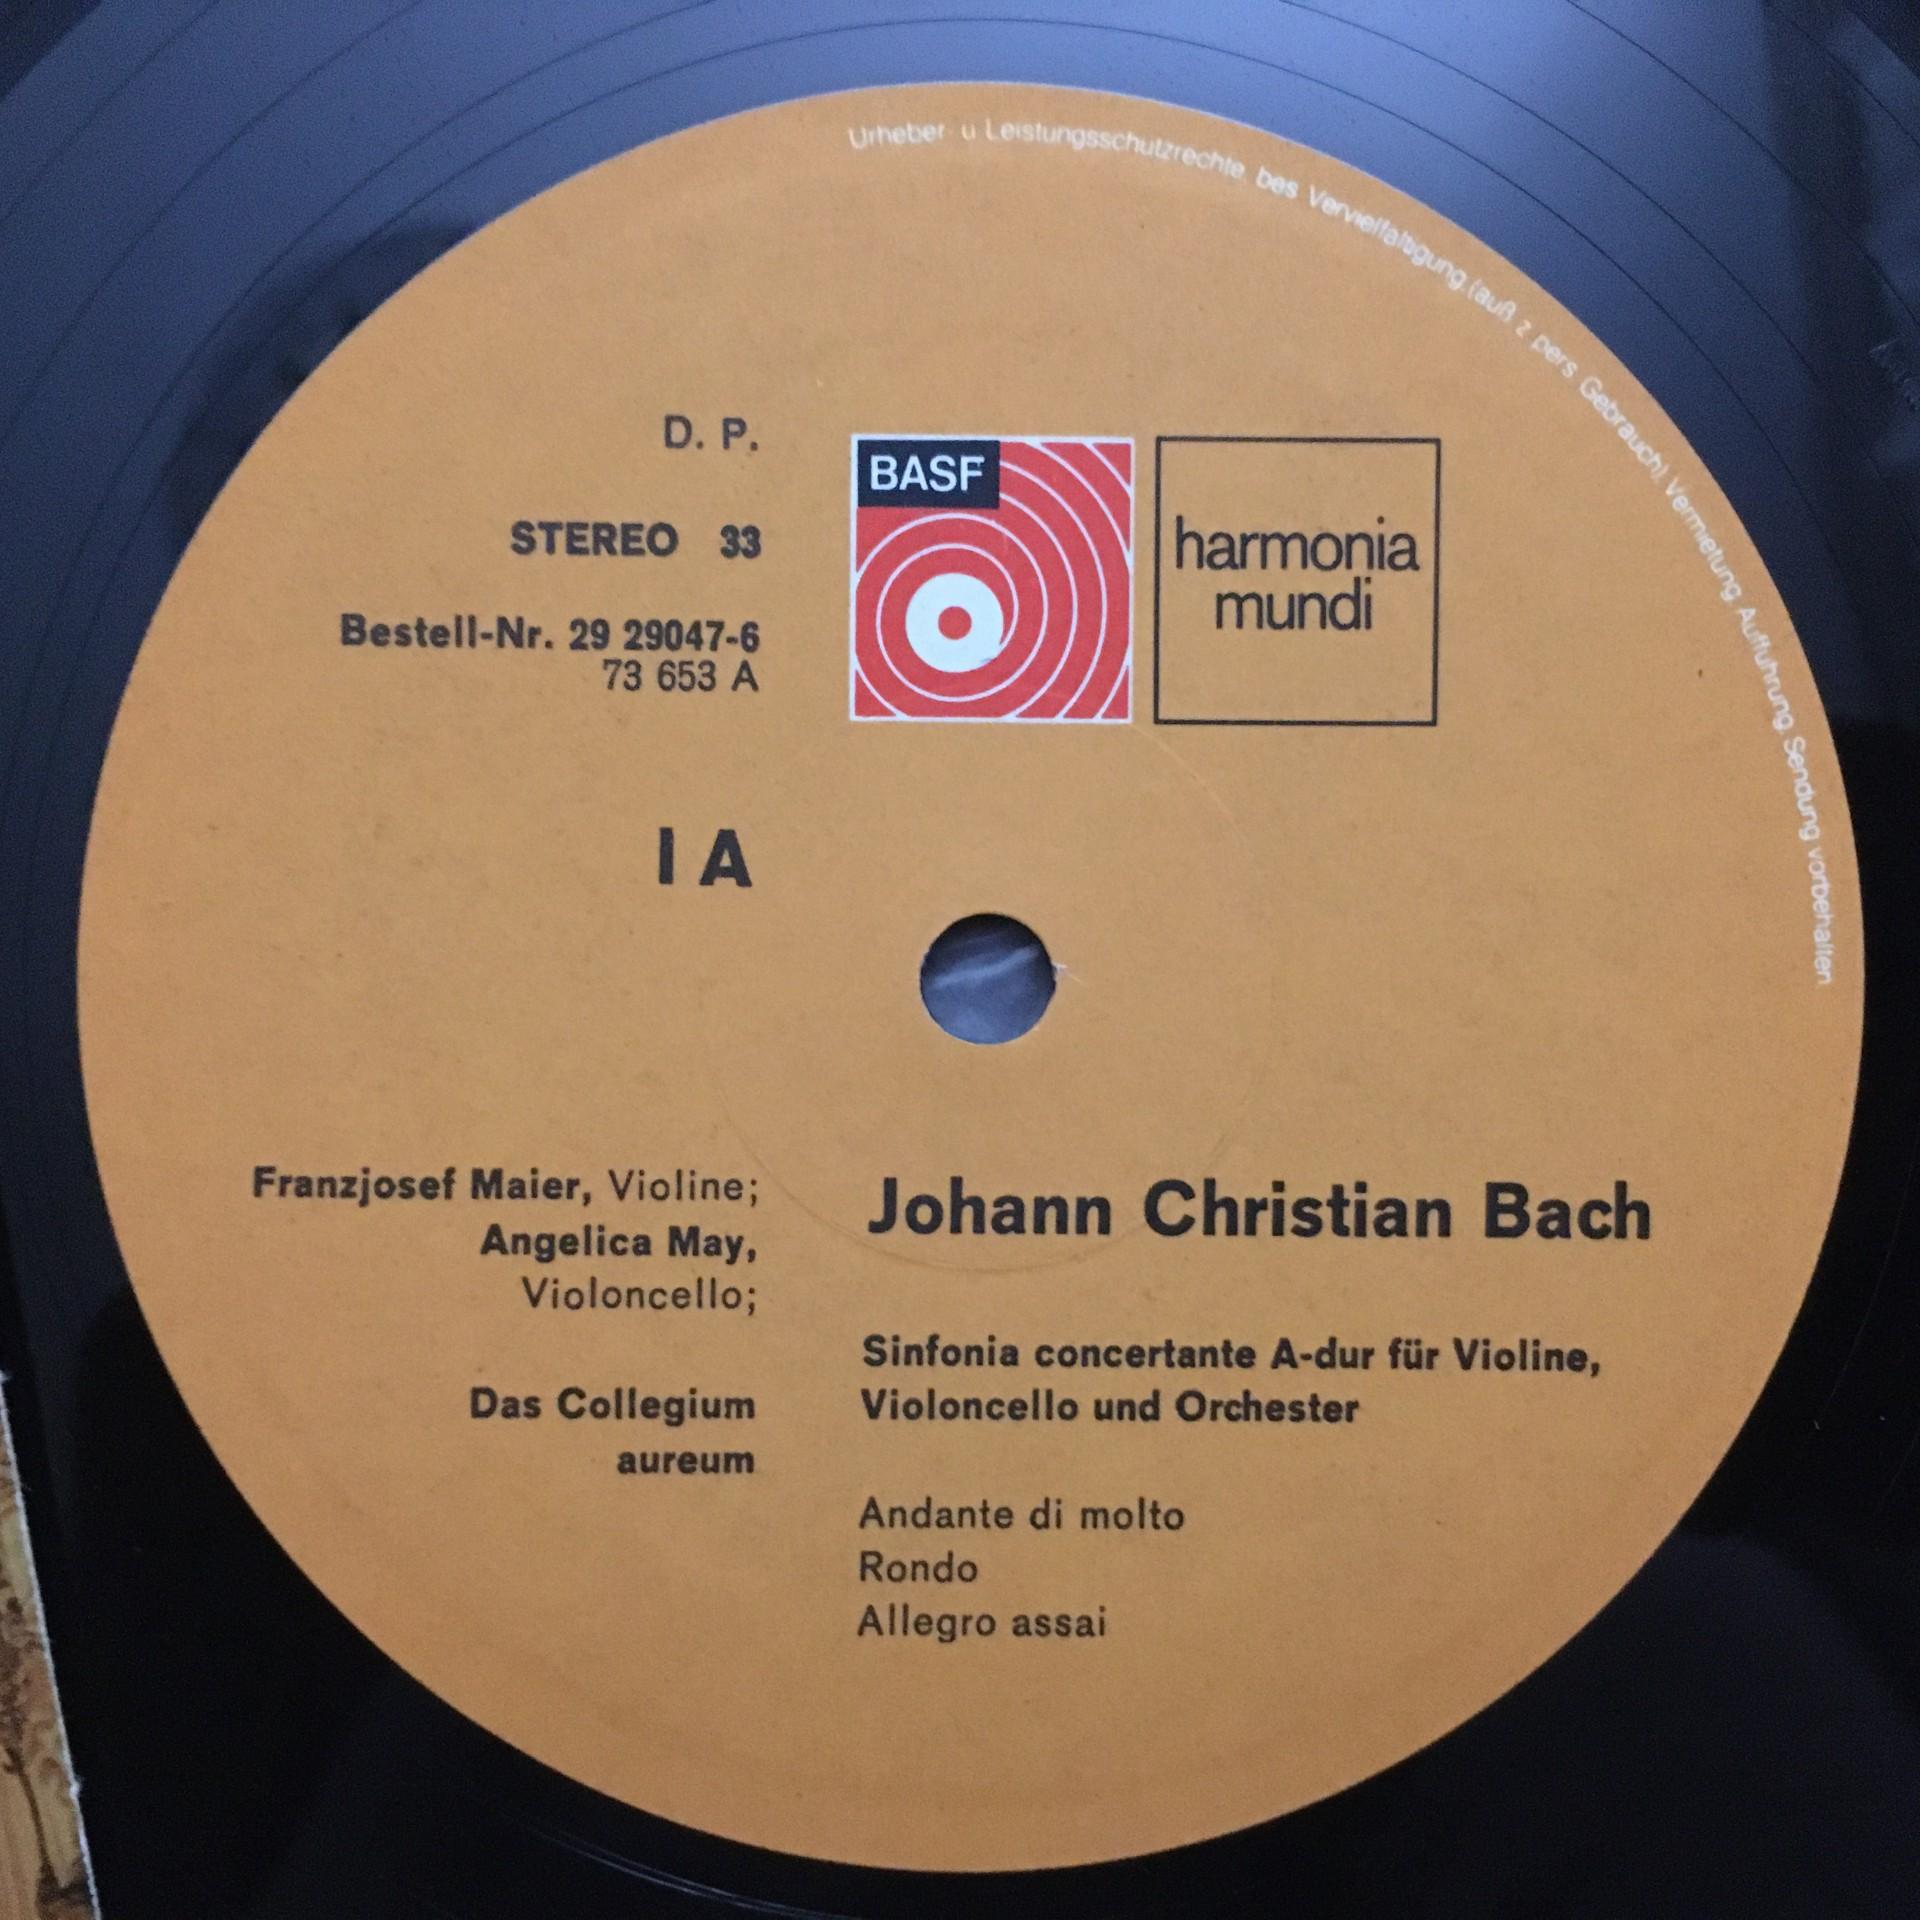 Urheber- u Leistungsschutzrechte, bes Vervielfältigung (auß z pers Gebrauch) Vermietung Aufführung Sendung vorbehalten
D. P.
STEREO 33
Bestell-Nr. 29 29047-6
73 653 A
BASF
harmonia
mundi
I A
Franzjosef Maier, Violine;
Angelica May,
Violoncello;
Das Collegium
aureum
Johann Christian Bach
Sinfonia concertante A-dur für Violine,
Violoncello und Orchester
Andante di molto
Rondo
Allegro assai